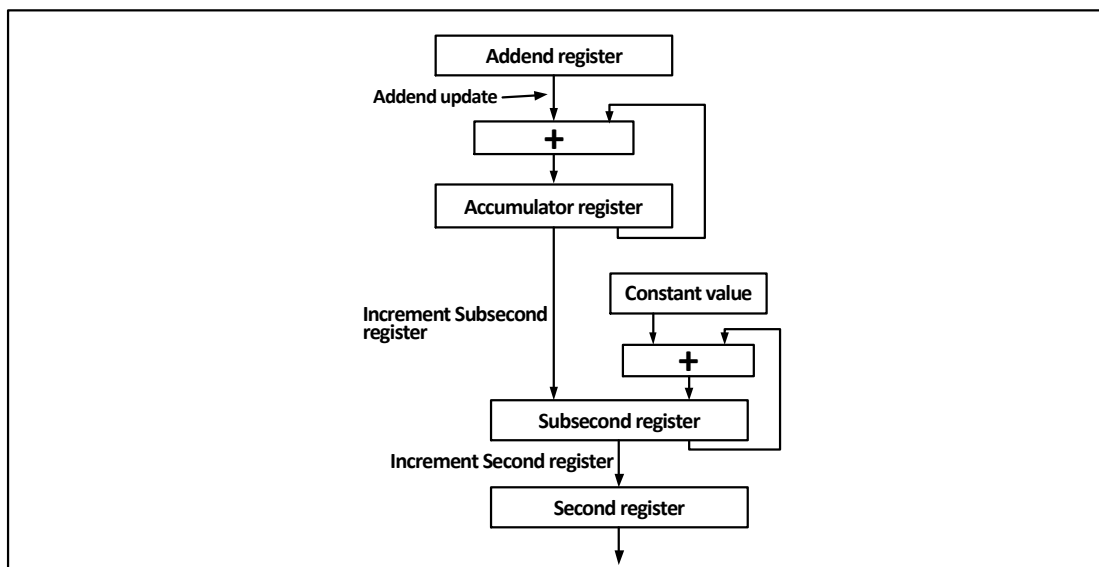 Addend register
Addend update
+
Accumulator register
Constant value
Increment Subsecond
register
+
Subsecond register
Increment Second register
Second register